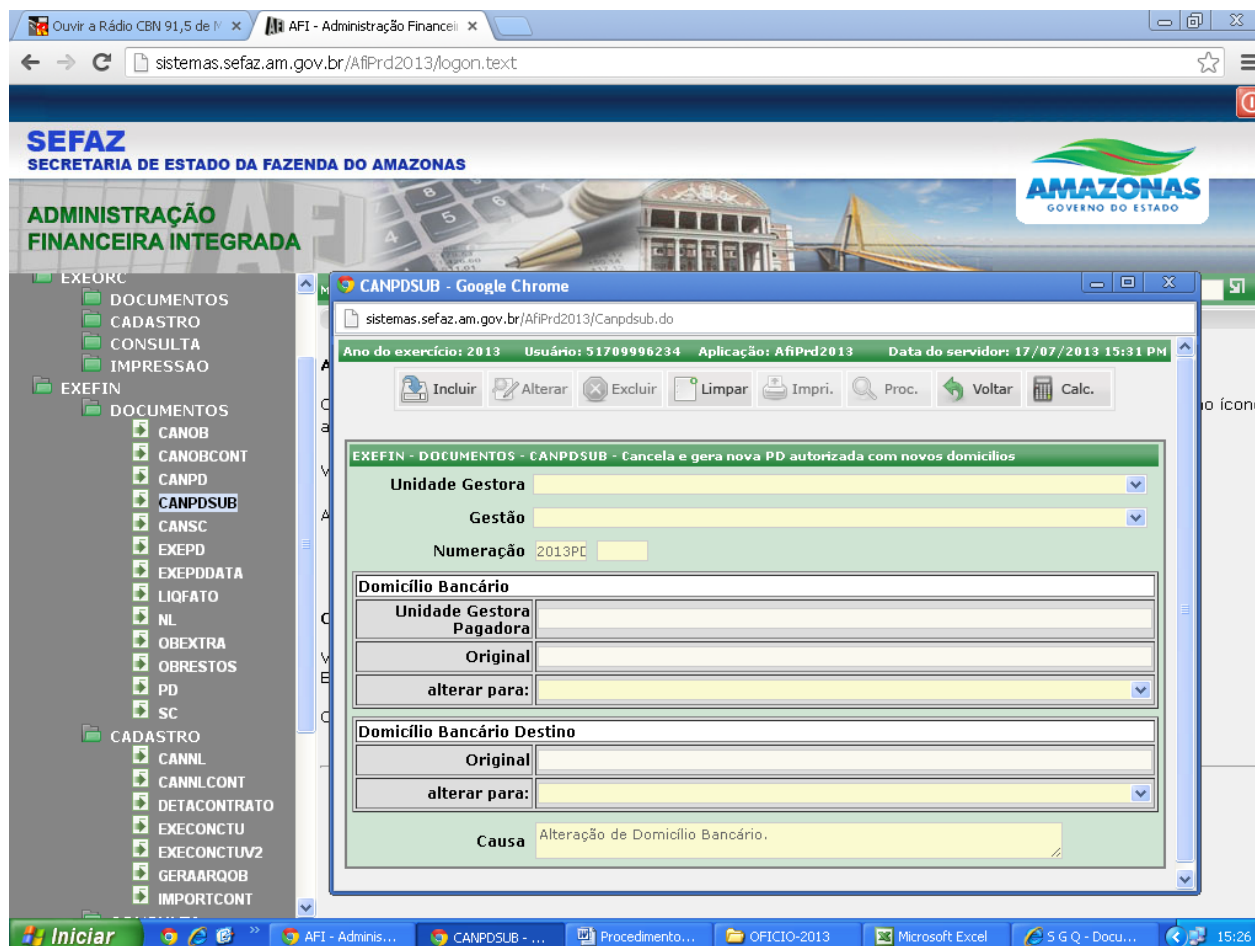 Ouvir a Rádio CBN 91,5 de M
AFI - Administração Financeir
sistemas.sefaz.am.gov.br/AfiPrd2013/logon.text
SEFAZ
SECRETARIA DE ESTADO DA FAZENDA DO AMAZONAS
AMAZONAS
GOVERNO DO ESTADO
ADMINISTRAÇÃO
FINANCEIRA INTEGRADA
AFI
EXEORC
DOCUMENTOS
CADASTRO
CONSULTA
IMPRESSAO
EXEFIN
DOCUMENTOS
CANOB
CANOBCONT
CANPD
CANPDSUB
CANSC
EXEPD
EXEPDDATA
LIQFATO
NL
OBEXTRA
OBRESTOS
PD
SC
CADASTRO
CANNL
CANNLCONT
DETACONTRATO
EXECONCTU
EXECONCTUV2
GERAARQOB
IMPORTCONT
CANPDSUB - Google Chrome
sistemas.sefaz.am.gov.br/AfiPrd2013/Canpdsub.do
Ano do exercício: 2013 Usuário: 51709996234 Aplicação: AfiPrd2013 Data do servidor: 17/07/2013 15:31 PM
Incluir Alterar Excluir Limpar Impri. Proc. Voltar Calc.
EXEFIN - DOCUMENTOS - CANPDSUB - Cancela e gera nova PD autorizada com novos domicilios
Unidade Gestora
Gestão
Numeração 2013PD
Domicílio Bancário
Unidade Gestora
Pagadora
Original
alterar para:
Domicílio Bancário Destino
Original
alterar para:
Causa Alteração de Domicílio Bancário.
no ícon
Iniciar
AFI - Adminis...
CANPDSUB - ...
Procedimento...
OFICIO-2013
Microsoft Excel
S G Q - Docu...
15:26